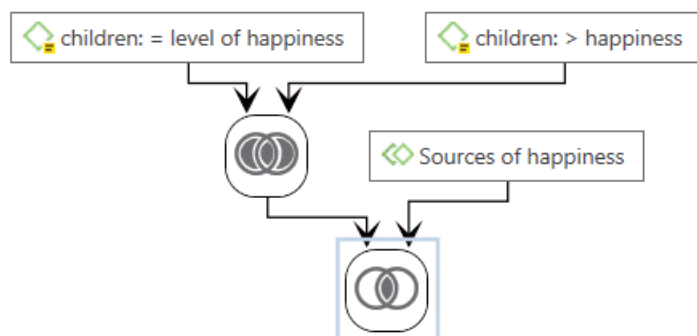 children: = level of happiness
children: > happiness
Sources of happiness